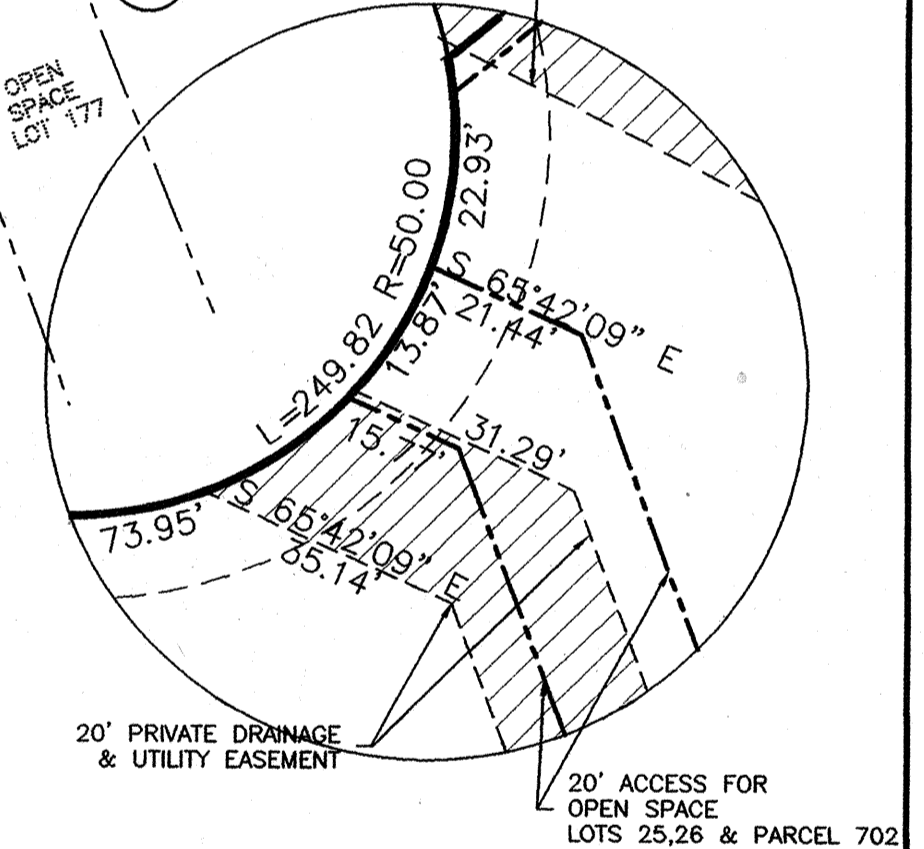 OPEN
SPACE
LOT 177
22.93'
L=249.82 R=50.00
S 65°42'09" E
21.44'
13.87'
31.29'
15.77'
73.95'
S 65°42'09" E
35.14'
20' PRIVATE DRAINAGE
& UTILITY EASEMENT
20' ACCESS FOR
OPEN SPACE
LOTS 25,26 & PARCEL 702